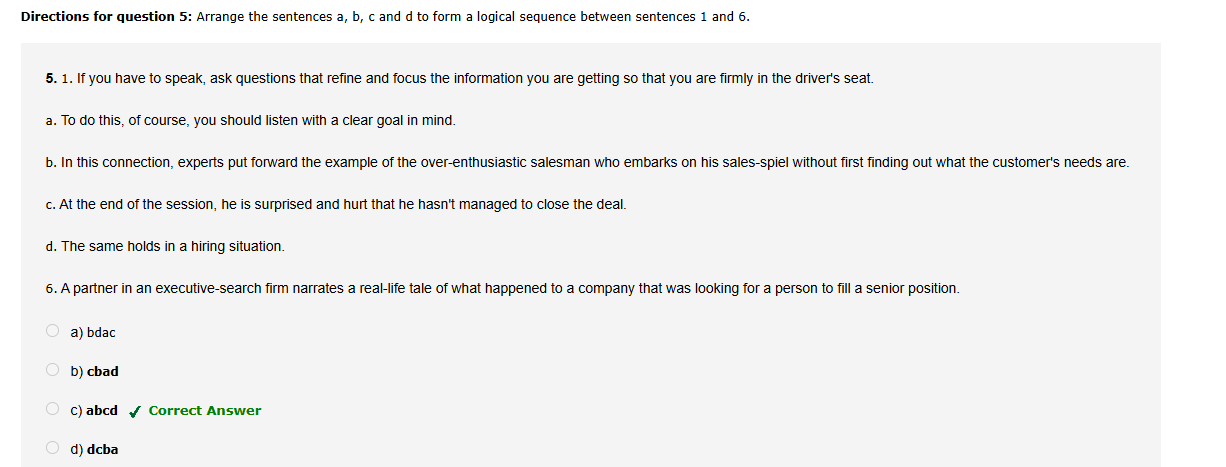 Directions for question 5: Arrange the sentences a, b, c and d to form a logical sequence between sentences 1 and 6.
5. 1. If you have to speak, ask questions that refine and focus the information you are getting so that you are firmly in the driver's seat.
a. To do this, of course, you should listen with a clear goal in mind.
b. In this connection, experts put forward the example of the over-enthusiastic salesman who embarks on his sales-spiel without first finding out what the customer's needs are.
c. At the end of the session, he is surprised and hurt that he hasn't managed to close the deal.
d. The same holds in a hiring situation.
6. A partner in an executive-search firm narrates a real-life tale of what happened to a company that was looking for a person to fill a senior position.
a) bdac
b) cbad
c) abcd ✓ Correct Answer
d) dcba